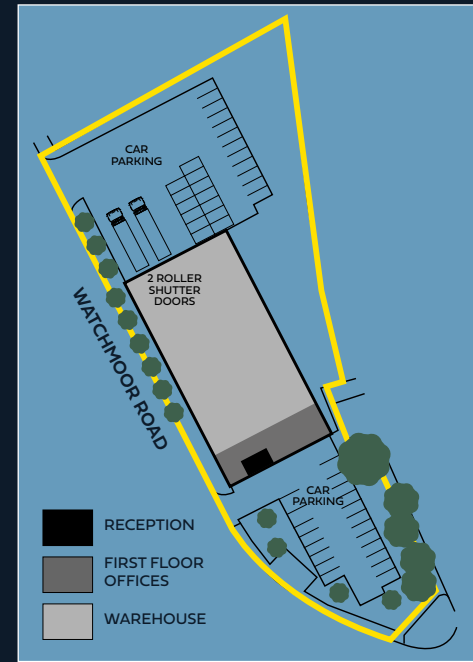 CAR
PARKING
2 ROLLER
SHUTTER
DOORS
WATCHMOOR ROAD
CAR
PARKING
RECEPTION
FIRST FLOOR
OFFICES
WAREHOUSE